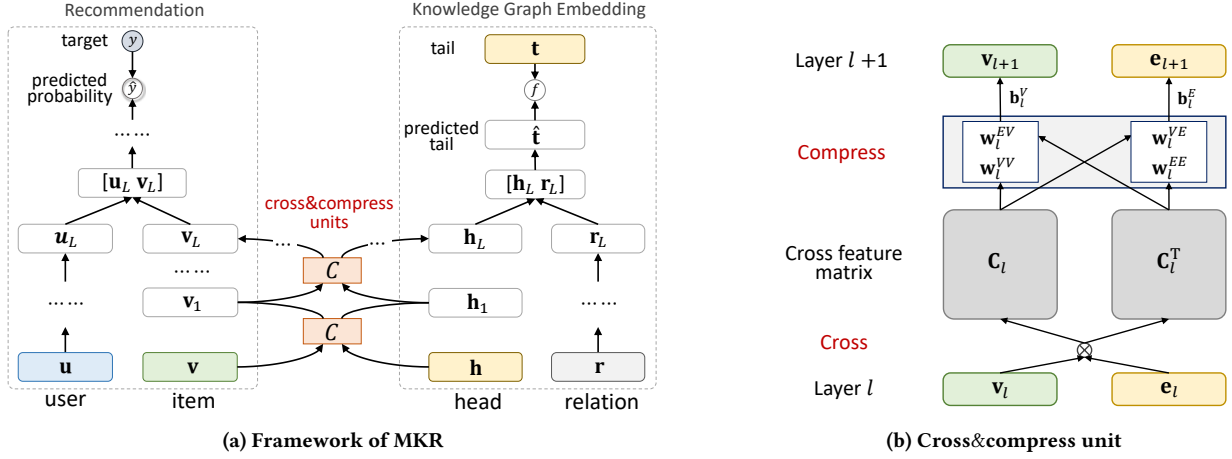 Recommendation
target
y
predicted
probability
ŷ
... ...
[u_L v_L]
u_L
v_L
... ...
... ...
v_1
u
v
user
item
cross&compress
units
...
...
C
C
Knowledge Graph Embedding
tail
t
f
predicted
tail
t̂
[h_L r_L]
h_L
r_L
... ...
h_1
h
r
head
relation
(a) Framework of MKR
Layer l +1
v_{l+1}
e_{l+1}
b_l^V
b_l^E
Compress
w_l^{EV}
w_l^{VV}
w_l^{VE}
w_l^{EE}
Cross feature
matrix
C_l
C_l^T
Cross
⊗
Layer l
v_l
e_l
(b) Cross&compress unit